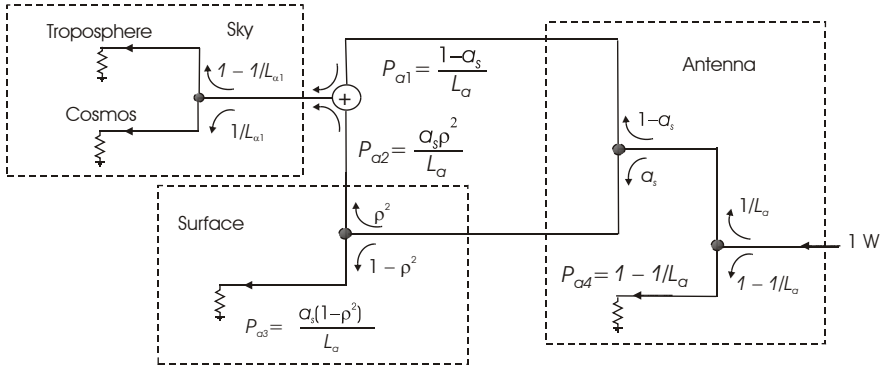 Troposphere
Sky
1 – 1/Lα1
Cosmos
1/Lα1
+
Pa1 = (1–as)/La
Pa2 = asρ²/La
Antenna
1–as
as
1/La
1 W
Pa4 = 1 – 1/La
1 – 1/La
Surface
ρ²
1 – ρ²
Pa3 = as(1–ρ²)/La